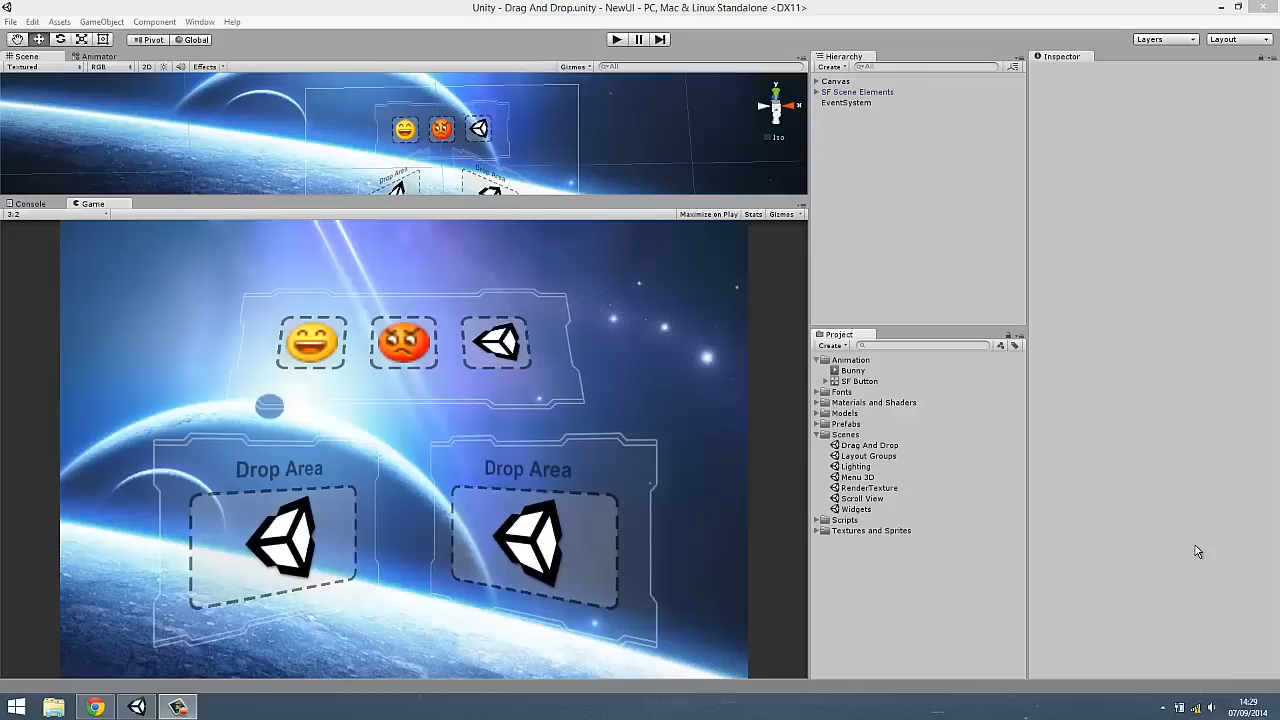 Unity - Drag And Drop.unity - NewUI - PC, Mac & Linux Standalone <DX11>
File Edit Assets GameObject Component Window Help
Pivot Global Layers Layout
Scene Animator
Textured RGB 2D Effects Gizmos All
Hierarchy
Create All
Canvas
SF Scene Elements
EventSystem
Inspector
y
x
Iso
Drop Area Drop Area
Console Game
3:2 Maximize on Play Stats Gizmos
Drop Area Drop Area
Project
Create
Animation
Bunny
SF Button
Fonts
Materials and Shaders
Models
Prefabs
Scenes
Drag And Drop
Layout Groups
Lighting
Menu 3D
RenderTexture
Scroll View
Widgets
Scripts
Textures and Sprites
14:29
07/09/2014